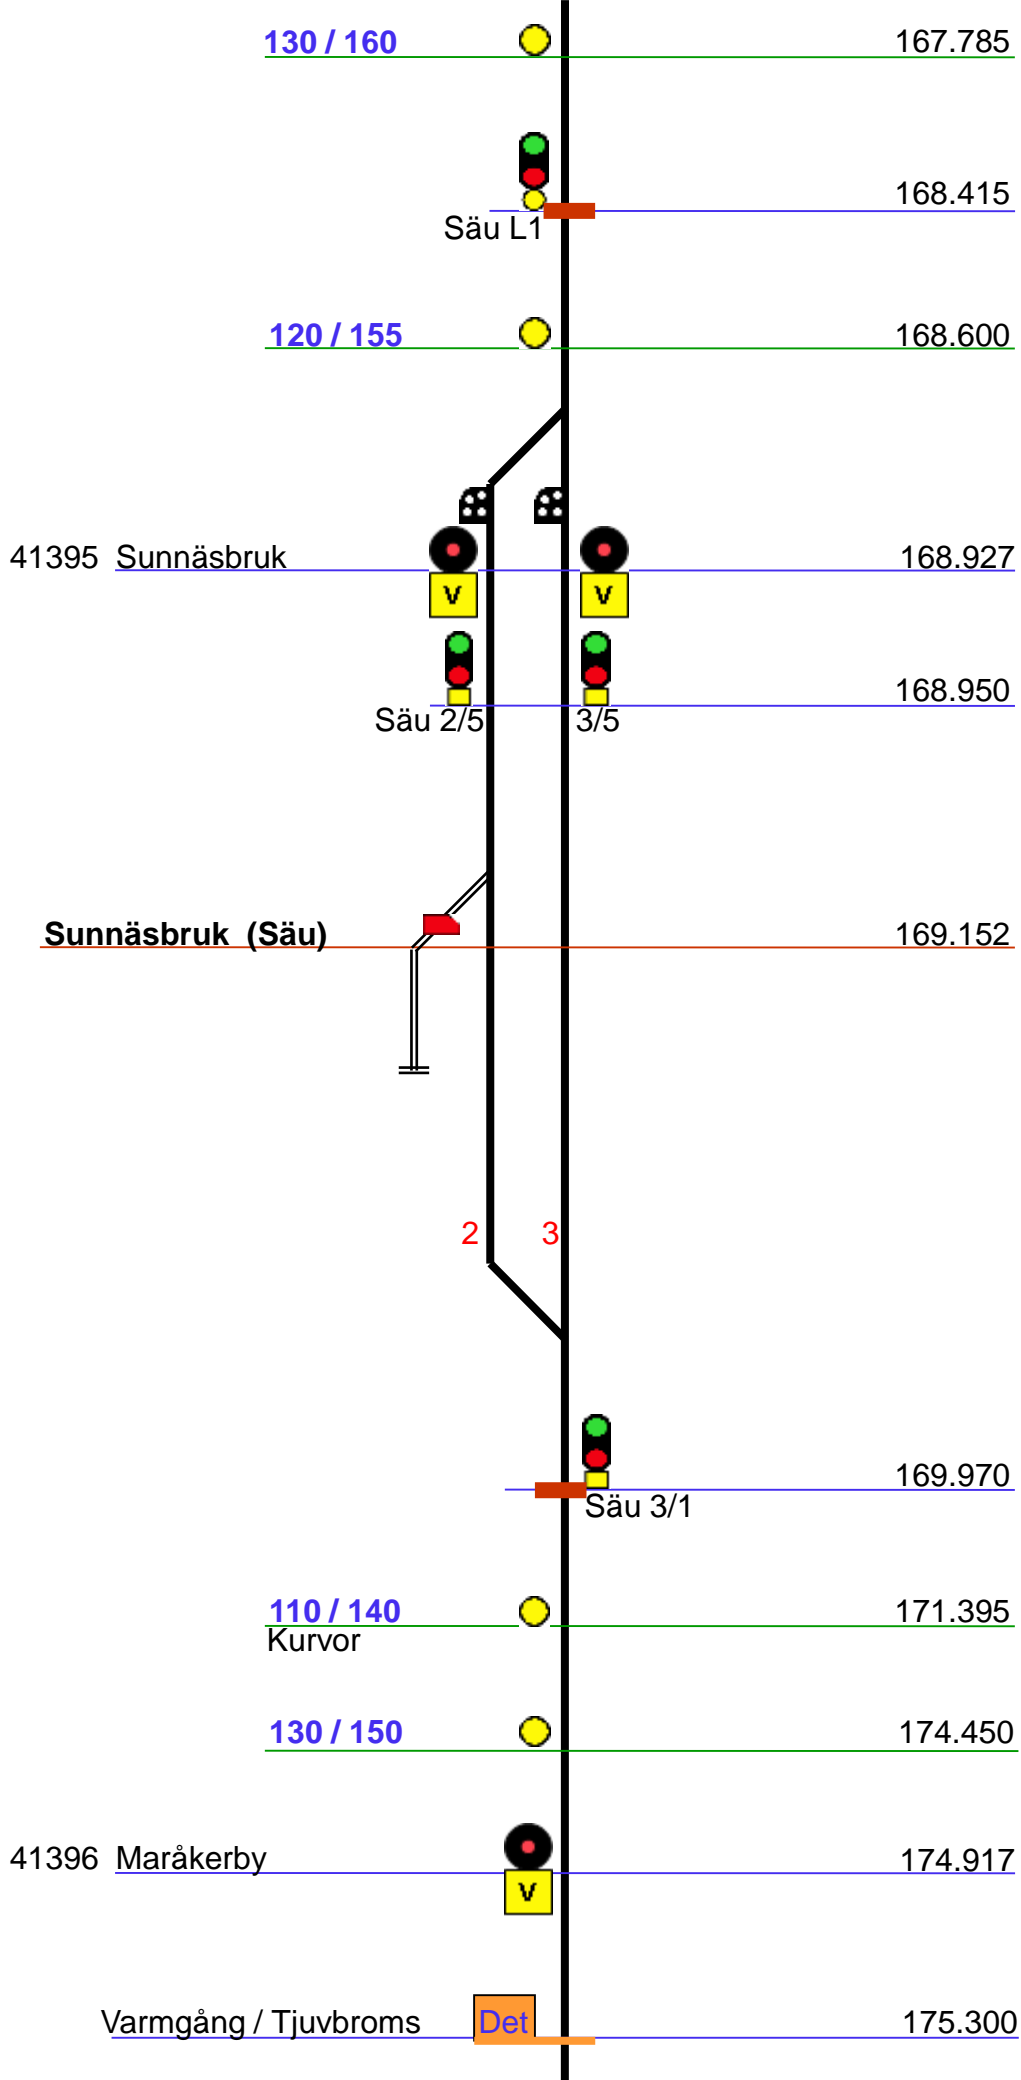 130 / 160 167.785
168.415
Säu L1
120 / 155 168.600
41395 Sunnäsbruk 168.927
V V
168.950
Säu 2/5 3/5
Sunnäsbruk (Säu) 169.152
2 3
169.970
Säu 3/1
110 / 140 171.395
Kurvor
130 / 150 174.450
41396 Maråkerby 174.917
V
Varmgång / Tjuvbroms Det 175.300